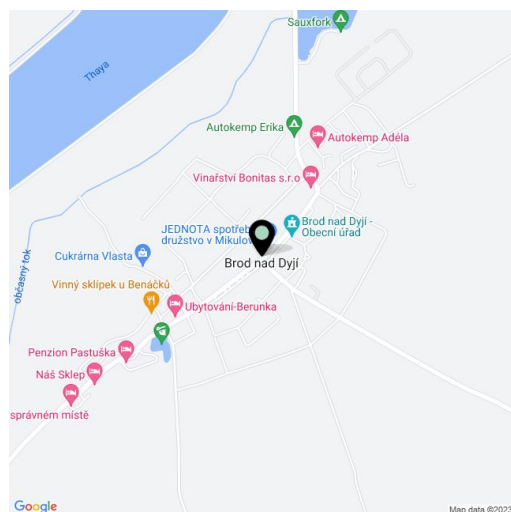 Sauxfork
Thaya
Autokemp Erika
Autokemp Adéla
Vinařství Bonitas s.r.o
JEDNOTA spotřeb
družstvo v Mikulov
Brod nad Dyjí -
Obecní úřad
Cukrárna Vlasta
Brod nad Dyjí
občasný tok
Vinný sklípek u Benáčků
Ubytování-Berunka
Penzion Pastuška
Náš Sklep
správném místě
Google
Map data ©2023